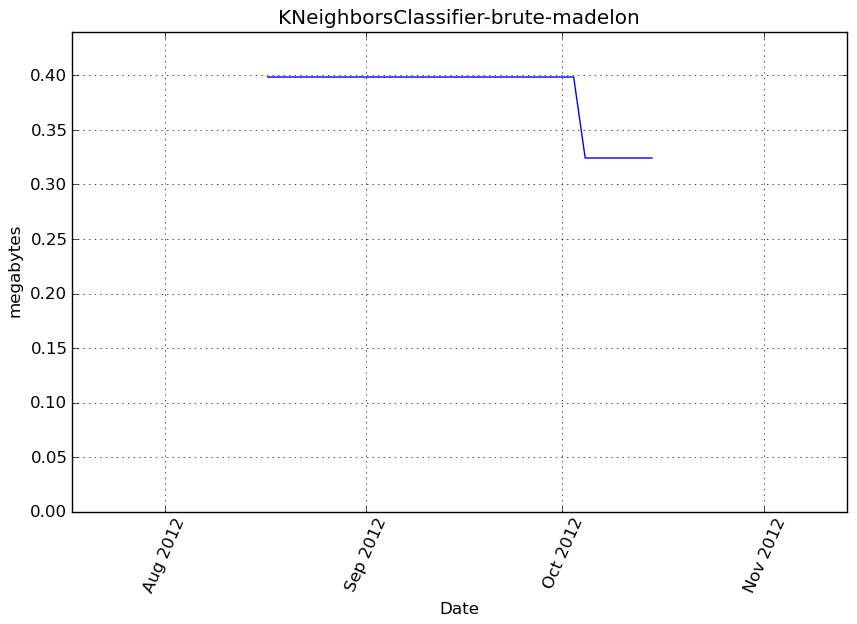 KNeighborsClassifier-brute-madelon
0.40
0.35
0.30
0.25
0.20
0.15
0.10
0.05
0.00
megabytes
Aug 2012
Sep 2012
Oct 2012
Nov 2012
Date